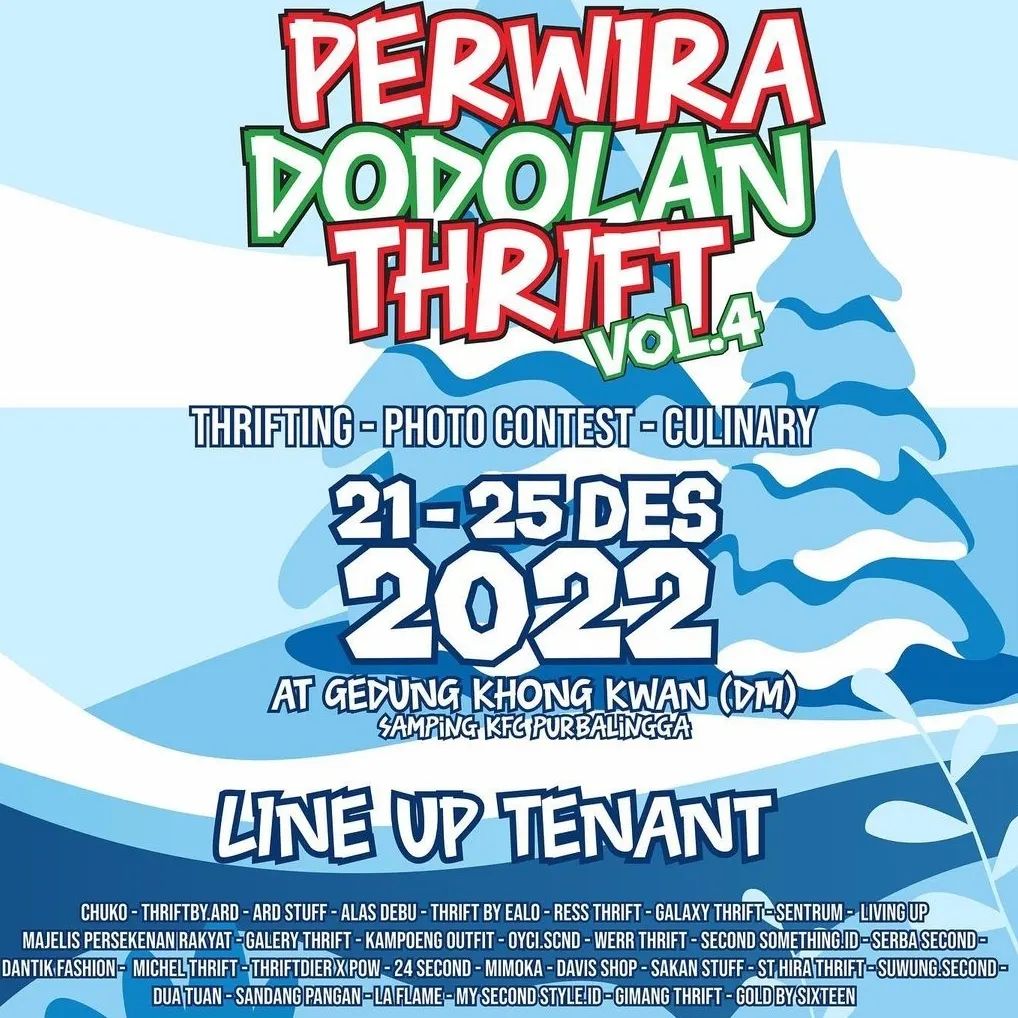 PERWIRA
DODOLAN
THRIFT
VOL.4
THRIFTING - PHOTO CONTEST - CULINARY
21 - 25 DES
2022
AT GEDUNG KHONG KWAN (DM)
SAMPING KFC PURBALINGGA
LINE UP TENANT
CHUKO - THRIFTBY.ARD - ARD STUFF - ALAS DEBU - THRIFT BY EALO - RESS THRIFT - GALAXY THRIFT - SENTRUM - LIVING UP
MAJELIS PERSEKENAN RAKYAT - GALERY THRIFT - KAMPOENG OUTFIT - OYCI.SCND - WERR THRIFT - SECOND SOMETHING.ID - SERBA SECOND -
DANTIK FASHION - MICHEL THRIFT - THRIFTDIER X POW - 24 SECOND - MIMOKA - DAVIS SHOP - SAKAN STUFF - ST HIRA THRIFT - SUWUNG.SECOND -
DUA TUAN - SANDANG PANGAN - LA FLAME - MY SECOND STYLE.ID - GIMANG THRIFT - GOLD BY SIXTEEN